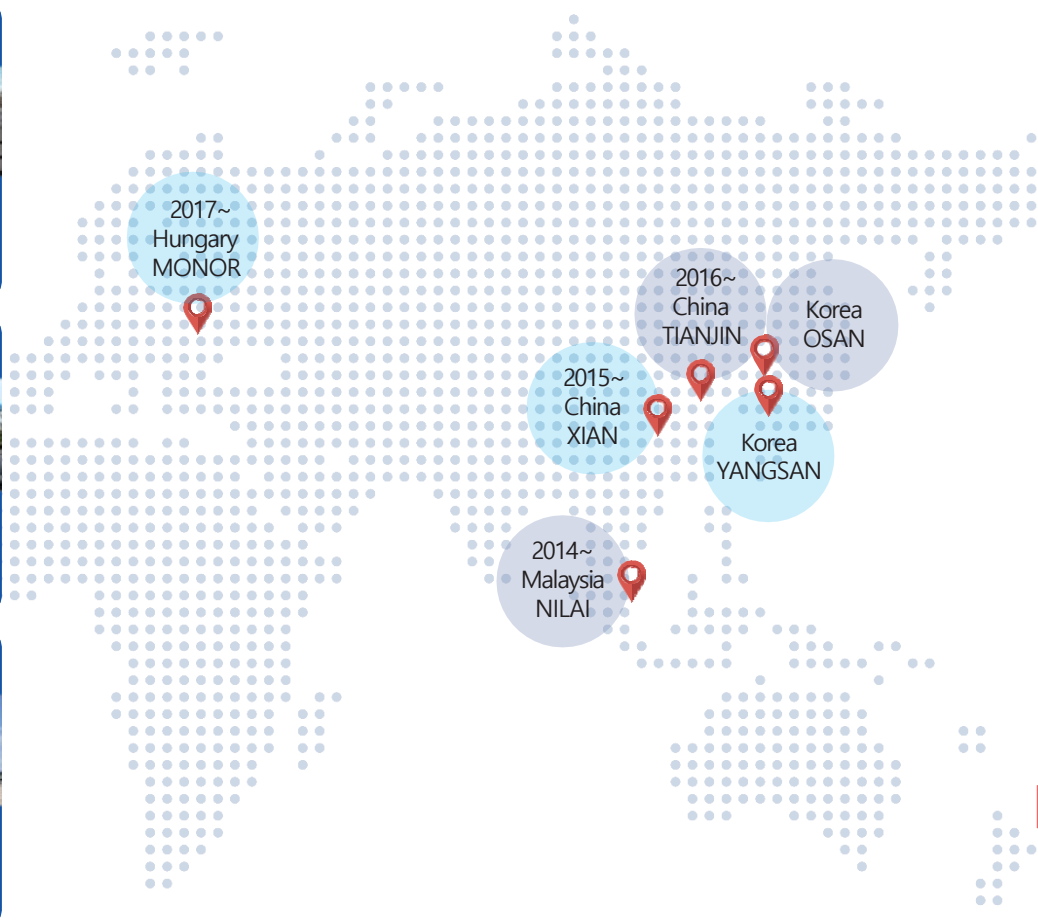 2017~
Hungary
MONOR
2016~
China
TIANJIN
Korea
OSAN
2015~
China
XIAN
Korea
YANGSAN
2014~
Malaysia
NILAI